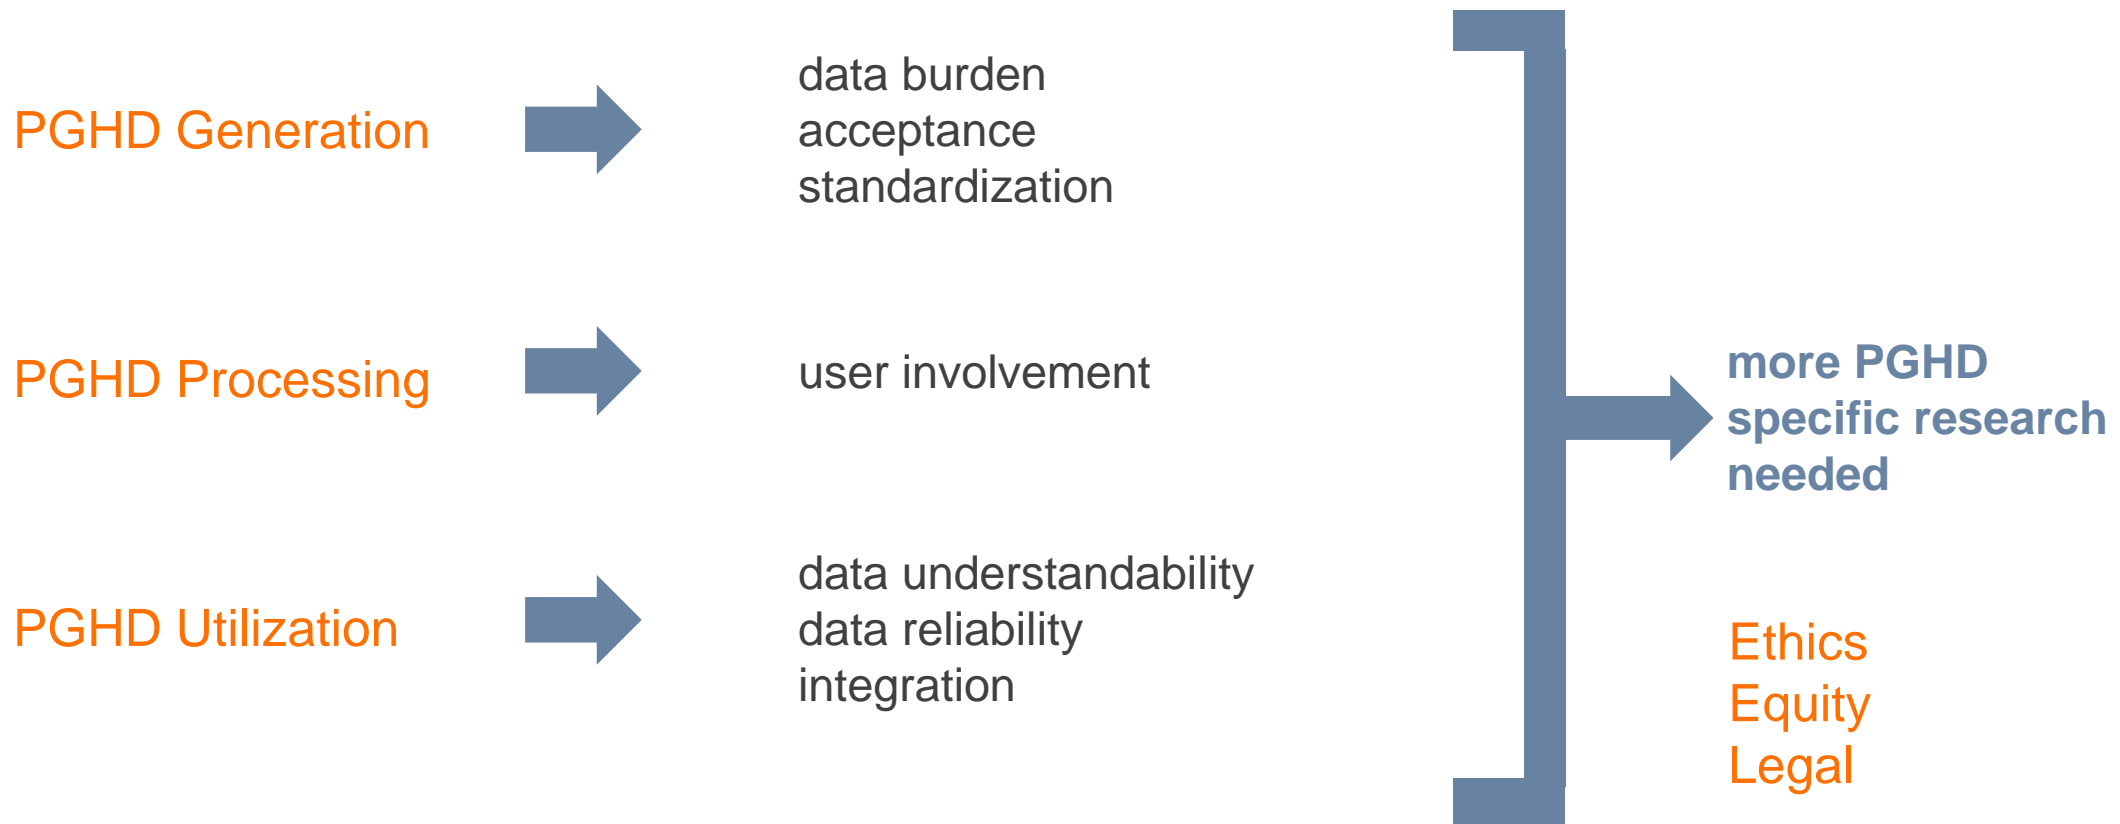 PGHD Generation
data burden
acceptance
standardization
PGHD Processing
user involvement
PGHD Utilization
data understandability
data reliability
integration
more PGHD
specific research
needed
Ethics
Equity
Legal